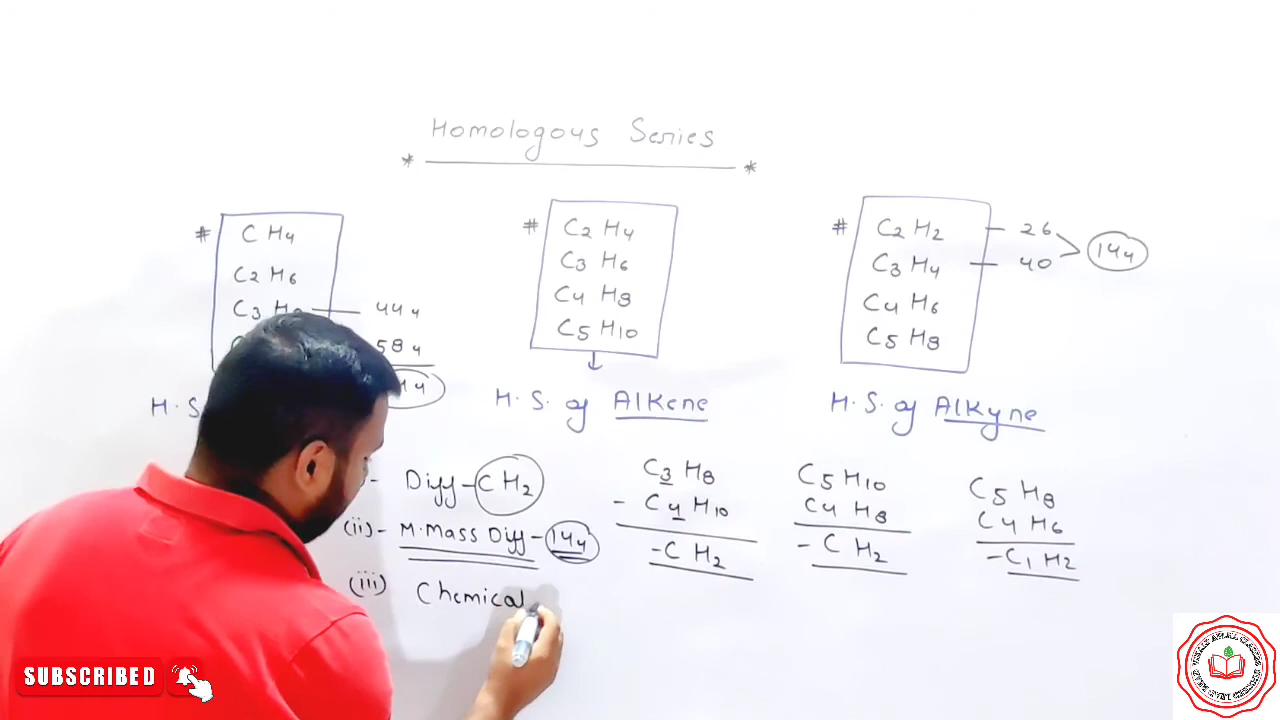 Homologous Series
* *
# CH4
C2H6
C3H 44u
58u
H.S
# C2H4
C3H6
C4H8
C5H10
H.S. of Alkene
# C2H2 - 26
C3H4 - 40
14u
C4H6
C5H8
H.S. of Alkyne
Diff - CH2
(ii) - M.Mass Diff - 14u
(iii) Chemical
C3H8
- C4H10
- CH2
C5H10
C4H8
- CH2
C5H8
C4H6
- C1H2
SUBSCRIBED